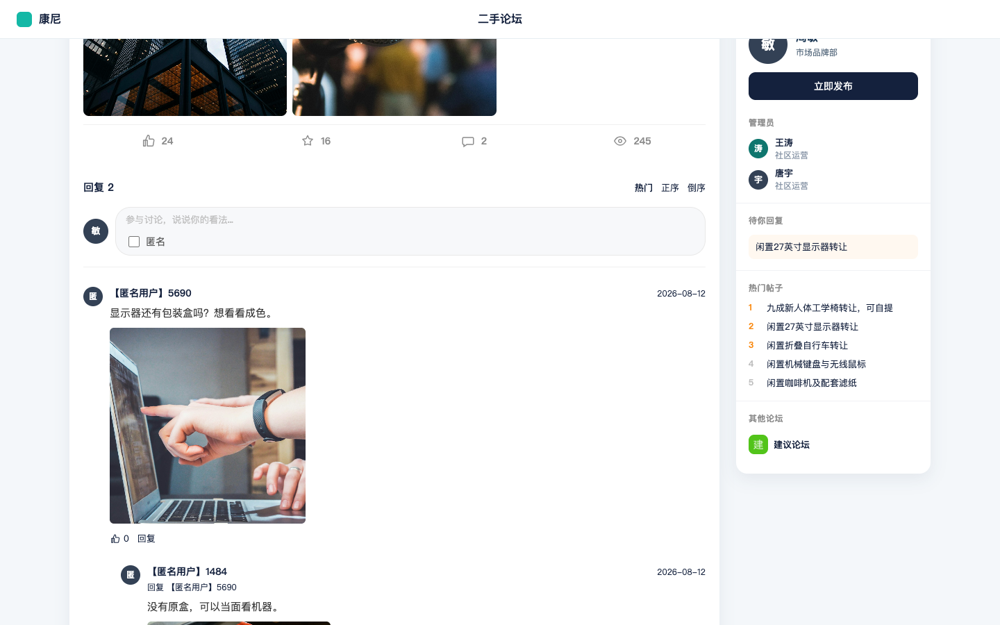 康尼
二手论坛
24
16
2
245
回复 2
热门 正序 倒序
敏
参与讨论，说说你的看法...
匿名
匿
【匿名用户】5690
2026-08-12
显示器还有包装盒吗？想看看成色。
0 回复
匿
【匿名用户】1484
2026-08-12
回复 【匿名用户】5690
没有原盒，可以当面看机器。
敏
市场品牌部
立即发布
管理员
涛
王涛
社区运营
宇
唐宇
社区运营
待你回复
闲置27英寸显示器转让
热门帖子
1 九成新人体工学椅转让，可自提
2 闲置27英寸显示器转让
3 闲置折叠自行车转让
4 闲置机械键盘与无线鼠标
5 闲置咖啡机及配套滤纸
其他论坛
建
建议论坛